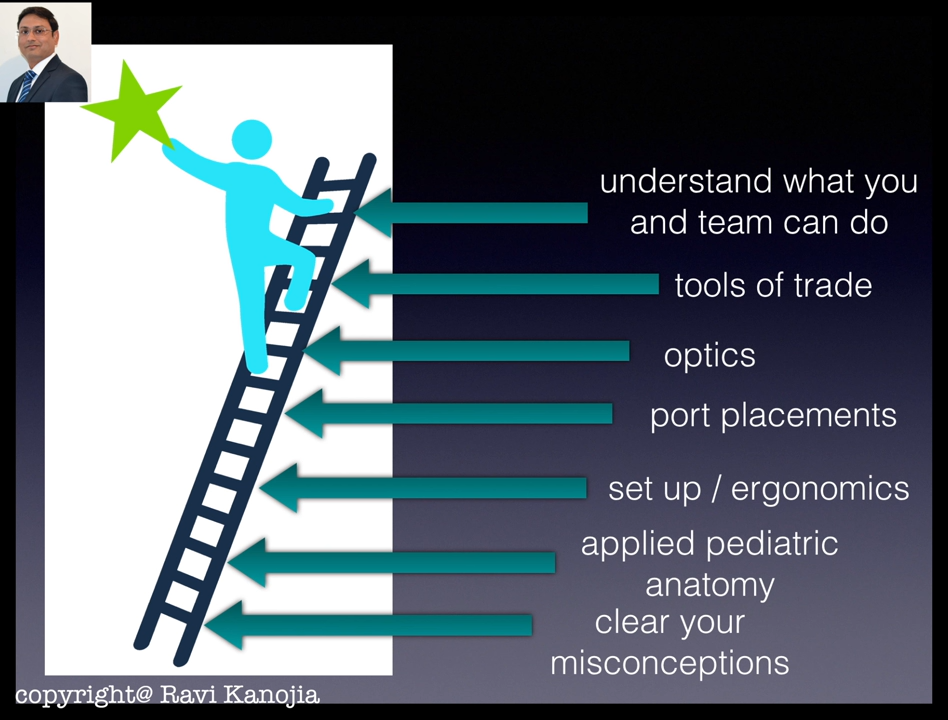 understand what you
and team can do
tools of trade
optics
port placements
set up / ergonomics
applied pediatric
anatomy
clear your
misconceptions
copyright@ Ravi Kanojia